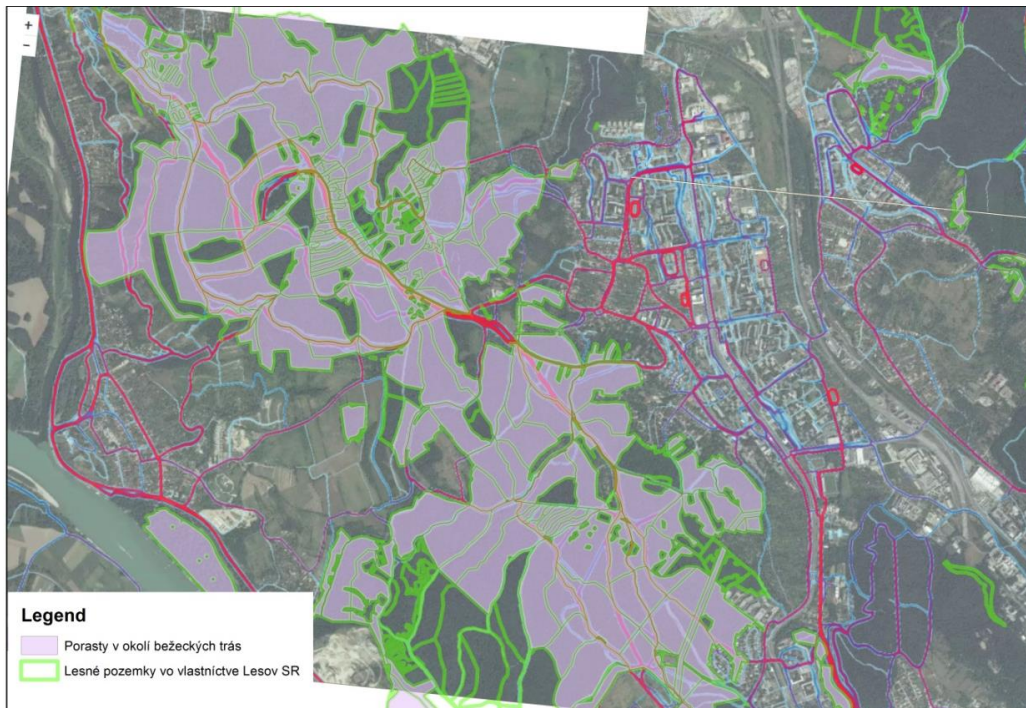 +
−
Legend
Porasty v okolí bežeckých trás
Lesné pozemky vo vlastníctve Lesov SR